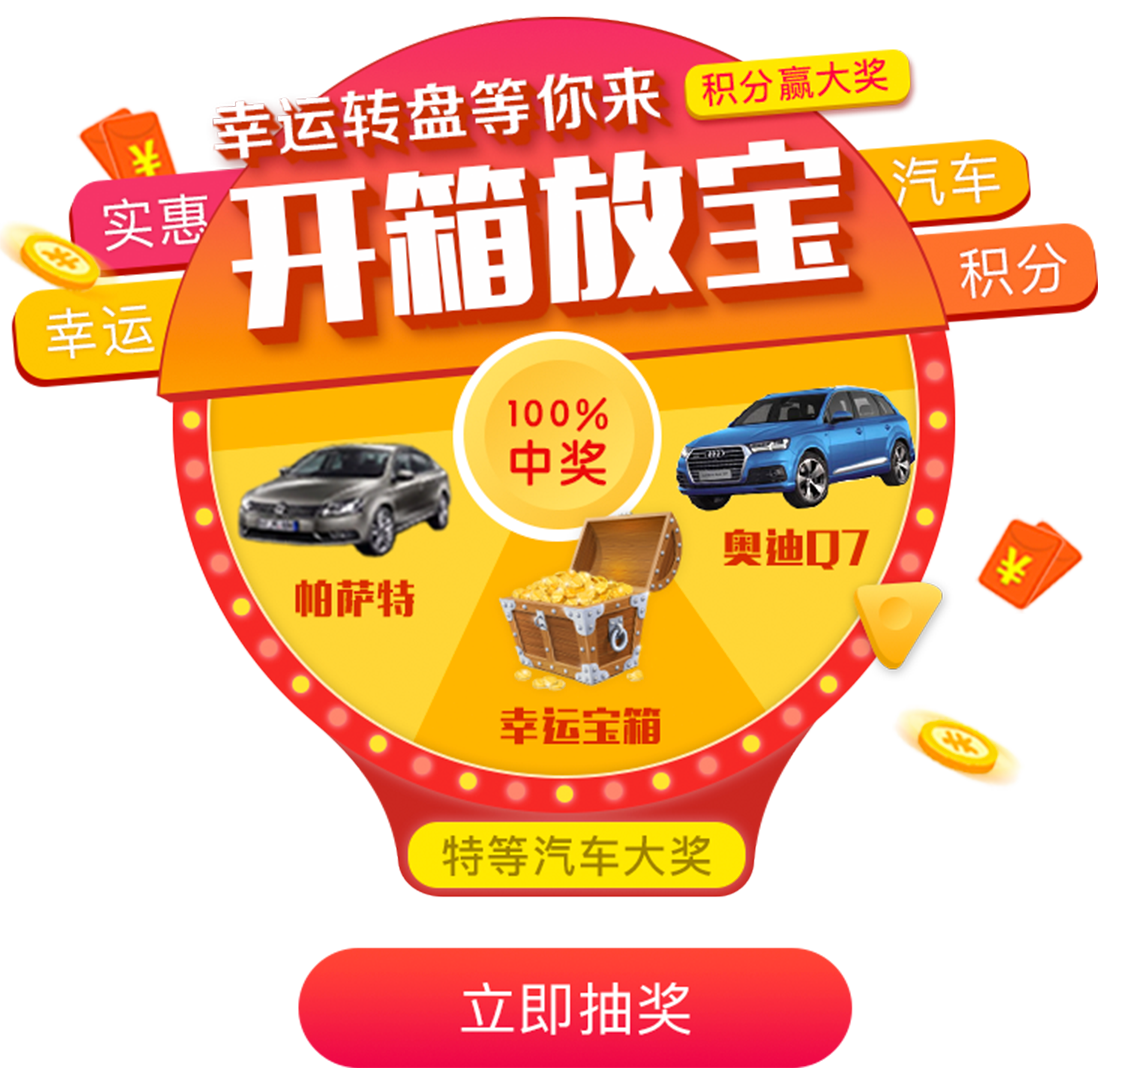 幸运转盘等你来
积分赢大奖
开箱放宝
实惠
汽车
幸运
积分
100%
中奖
帕萨特
奥迪Q7
幸运宝箱
特等汽车大奖
立即抽奖